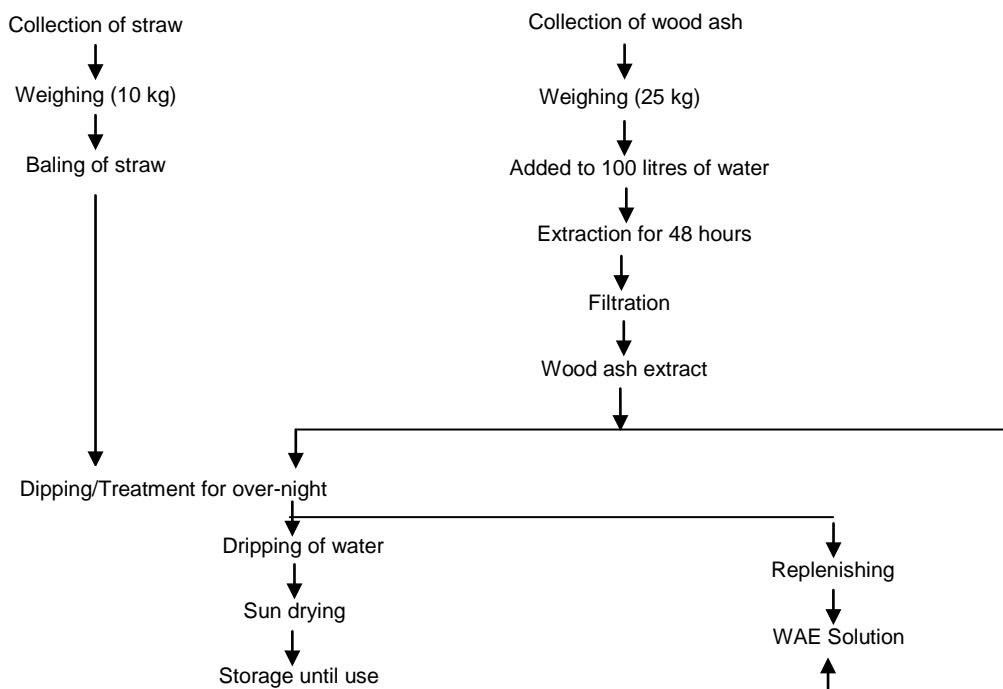 Collection of straw
Weighing (10 kg)
Baling of straw
Collection of wood ash
Weighing (25 kg)
Added to 100 litres of water
Extraction for 48 hours
Filtration
Wood ash extract
Dipping/Treatment for over-night
Dripping of water
Sun drying
Storage until use
Replenishing
WAE Solution